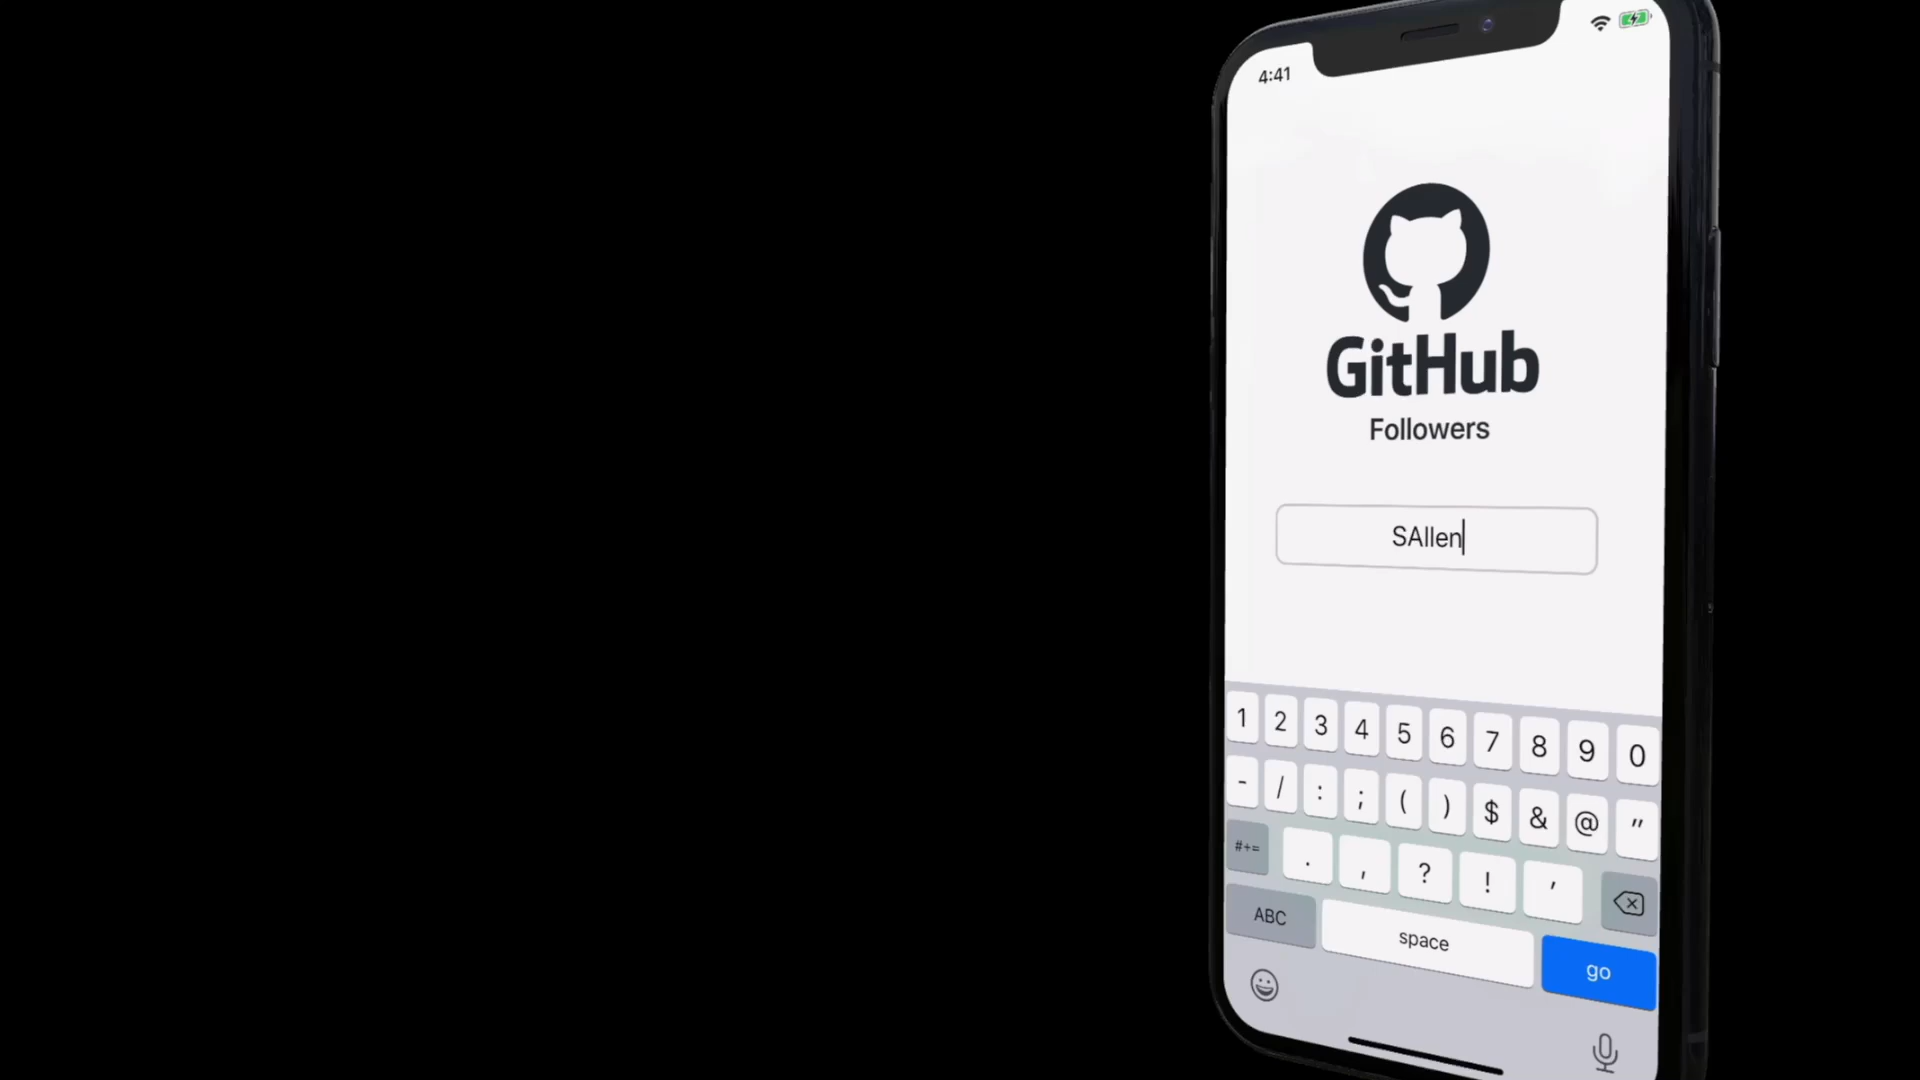 4:41
GitHub
Followers
SAllen
1 2 3 4 5 6 7 8 9 0
- / : ; ( ) $ & @ "
#+= . , ? ! '
ABC space go